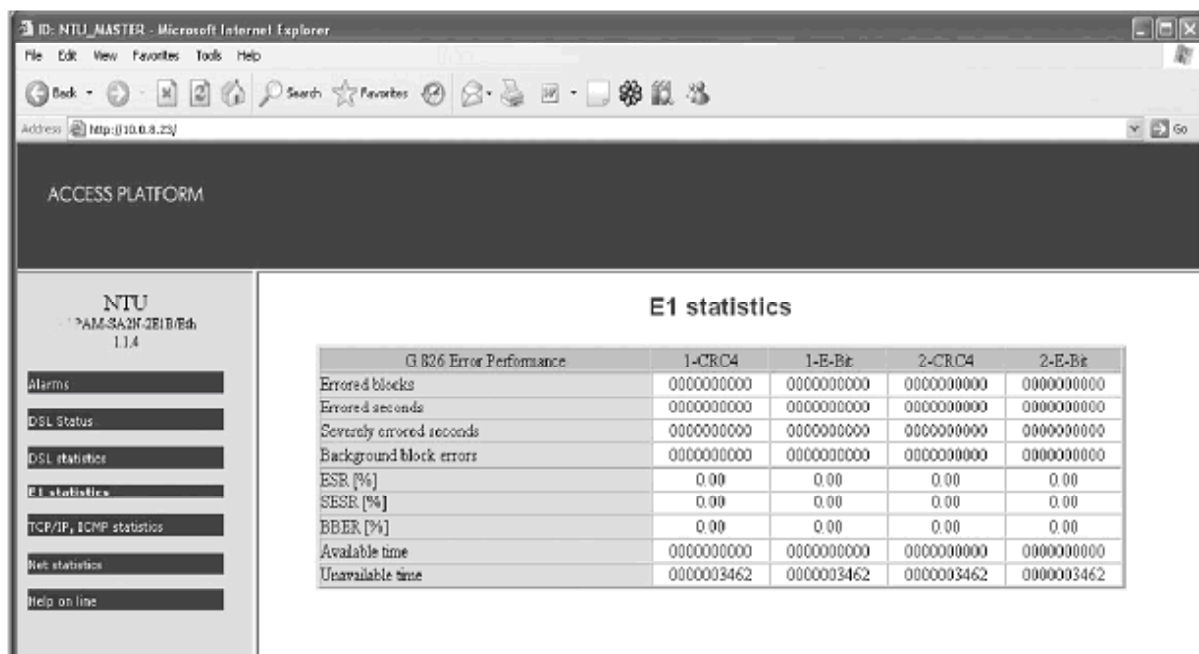 ID: NTU_MASTER - Microsoft Internet Explorer
File Edit View Favorites Tools Help
Back Search Favorites
Address http://10.0.8.23/ Go
ACCESS PLATFORM
NTU
PAM-SA2N-2E1B/Eth
1.1.4
Alarms
DSL Status
DSL statistics
E1 statistics
TCP/IP, ICMP statistics
Net statistics
Help on line
E1 statistics
G.826 Error Performance 1-CRC4 1-E-Bit 2-CRC4 2-E-Bit
Errored blocks 0000000000 0000000000 0000000000 0000000000
Errored seconds 0000000000 0000000000 0000000000 0000000000
Severely errored seconds 0000000000 0000000000 0000000000 0000000000
Background block errors 0000000000 0000000000 0000000000 0000000000
ESR [%] 0.00 0.00 0.00 0.00
SESR [%] 0.00 0.00 0.00 0.00
BBER [%] 0.00 0.00 0.00 0.00
Available time 0000000000 0000000000 0000000000 0000000000
Unavailable time 0000003462 0000003462 0000003462 0000003462